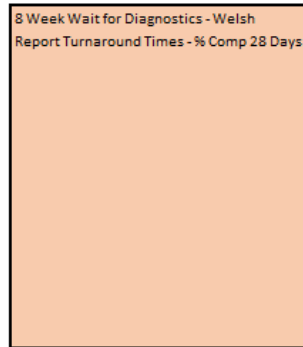 8 Week Wait for Diagnostics - Welsh
Report Turnaround Times - % Comp 28 Days